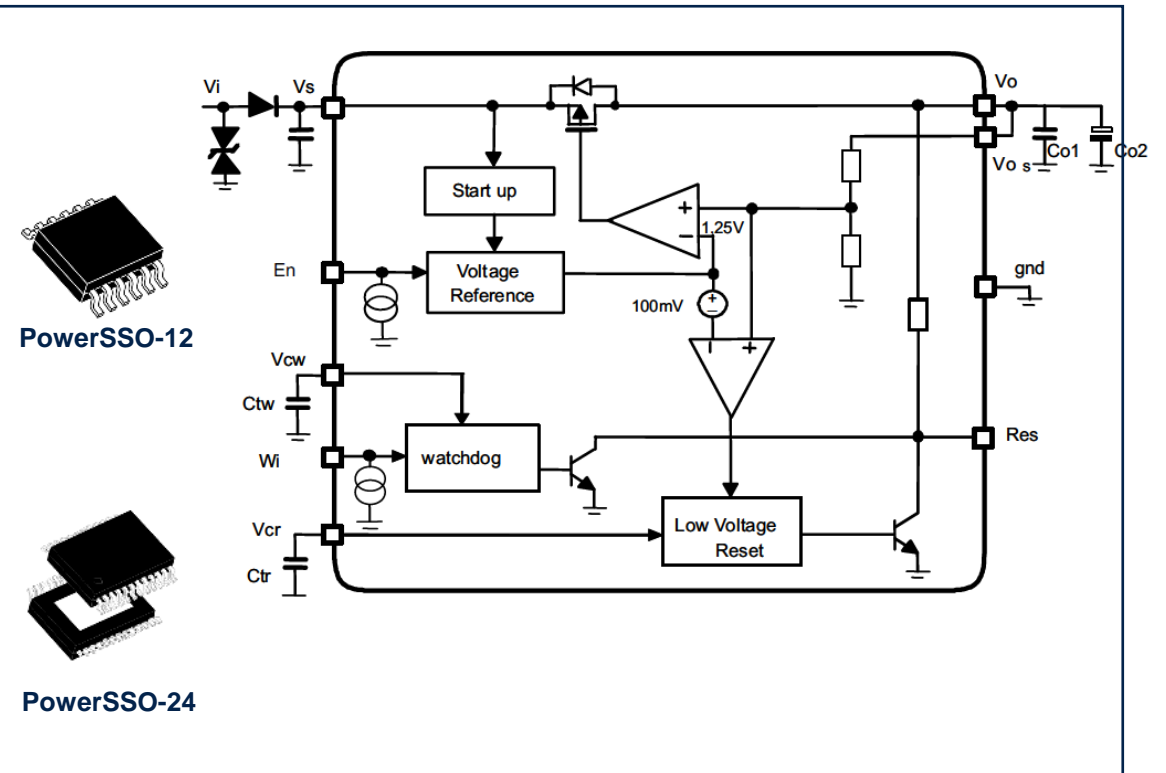 Vi
Vs
Vo
Co1
Co2
Vo s
Start up
+
1,25V
−
En
Voltage
Reference
100mV
+
−
gnd
Vcw
−
+
Ctw
Res
Wi
watchdog
Vcr
Low Voltage
Reset
Ctr
PowerSSO-12
PowerSSO-24